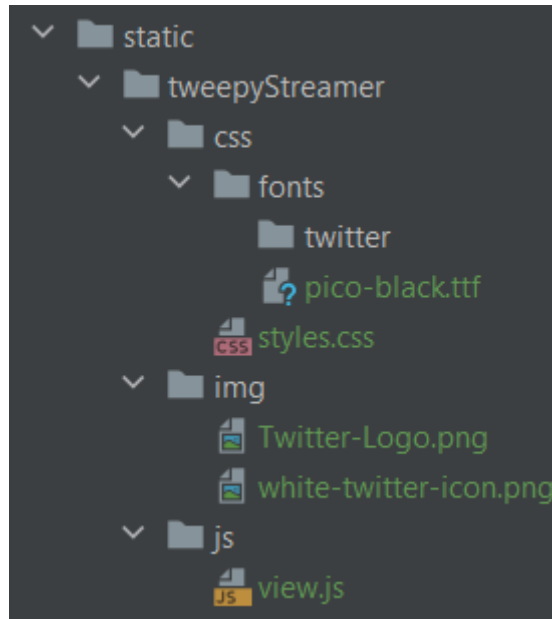 static
tweepyStreamer
css
fonts
twitter
pico-black.ttf
CSS styles.css
img
Twitter-Logo.png
white-twitter-icon.png
js
JS view.js